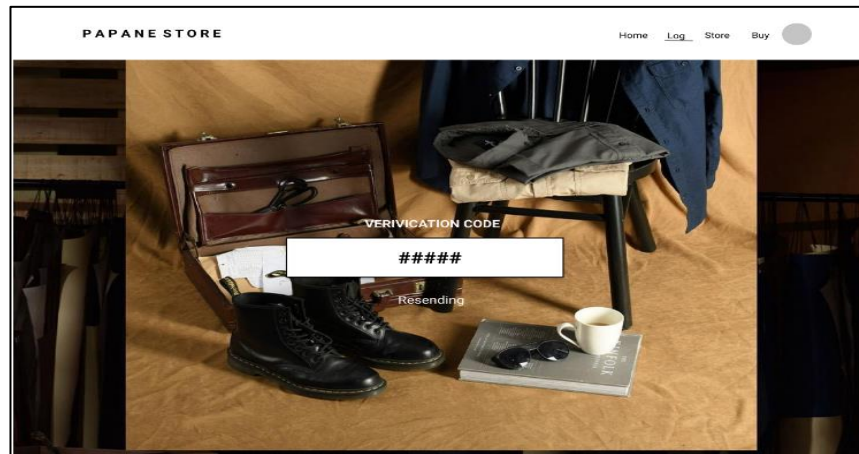 PAPANE STORE
Home Log Store Buy
VERIVICATION CODE
#####
Resending